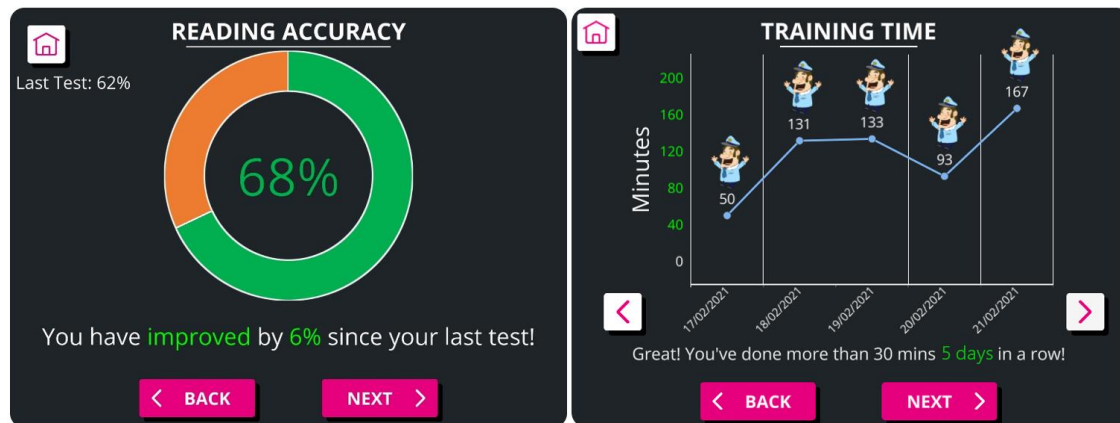 READING ACCURACY
Last Test: 62%
68%
You have improved by 6% since your last test!
BACK
NEXT
TRAINING TIME
Minutes
200
160
120
80
40
0
50
131
133
93
167
17/02/2021
18/02/2021
19/02/2021
20/02/2021
21/02/2021
Great! You've done more than 30 mins 5 days in a row!
BACK
NEXT